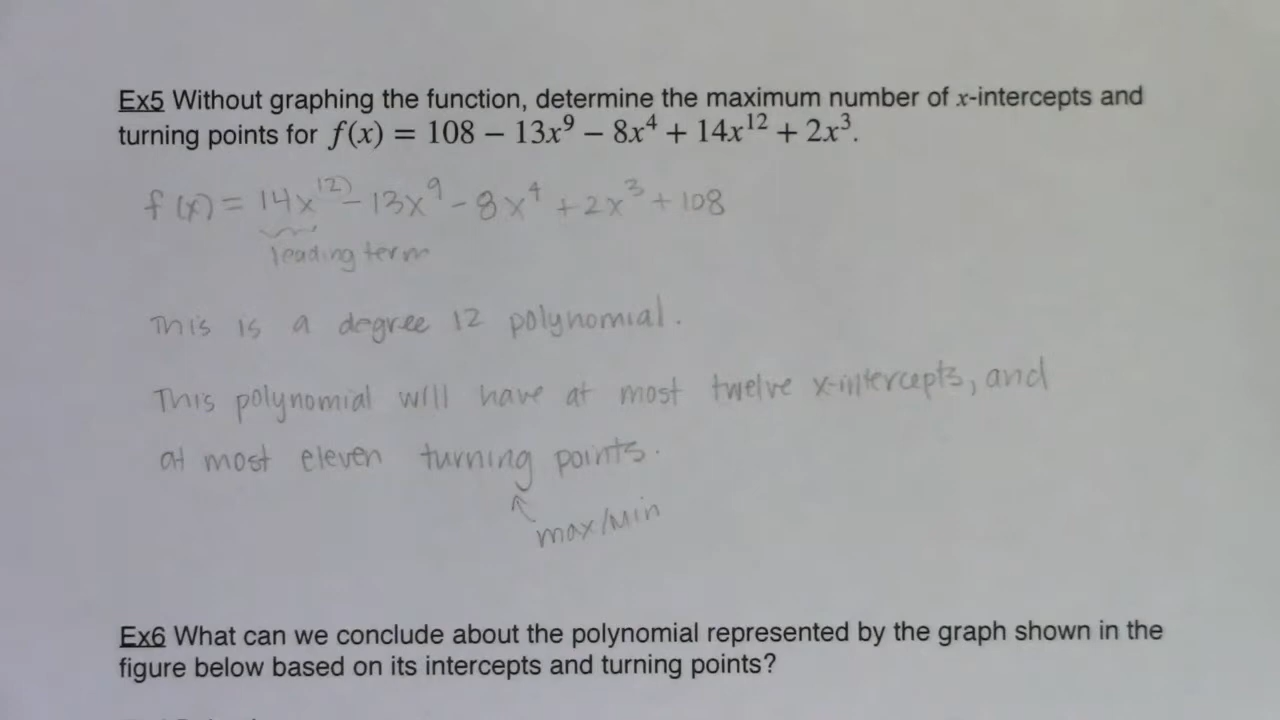 Ex5 Without graphing the function, determine the maximum number of x-intercepts and
turning points for f(x) = 108 − 13x⁹ − 8x⁴ + 14x¹² + 2x³.
f(x) = 14x¹² − 13x⁹ − 8x⁴ + 2x³ + 108
leading term
This is a degree 12 polynomial.
This polynomial will have at most twelve x-intercepts, and
at most eleven turning points.
max/min
Ex6 What can we conclude about the polynomial represented by the graph shown in the
figure below based on its intercepts and turning points?